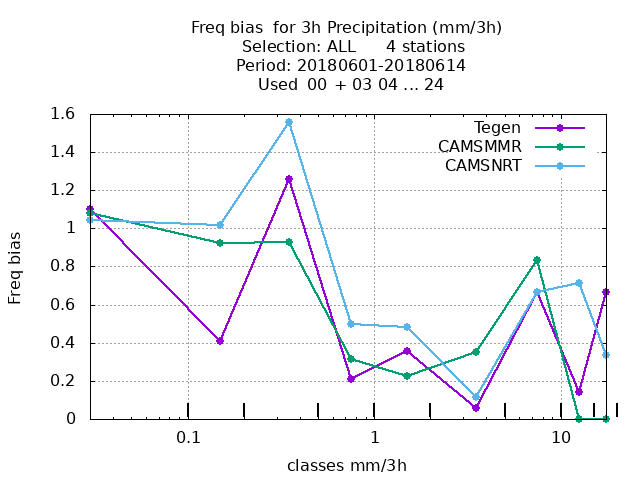 Freq bias  for 3h Precipitation (mm/3h)
Selection: ALL      4 stations
Period: 20180601-20180614
Used  00  + 03 04 ... 24
1.6
1.4
1.2
1
0.8
0.6
0.4
0.2
0
Freq bias
Tegen
CAMSMMR
CAMSNRT
0.1
1
10
classes mm/3h